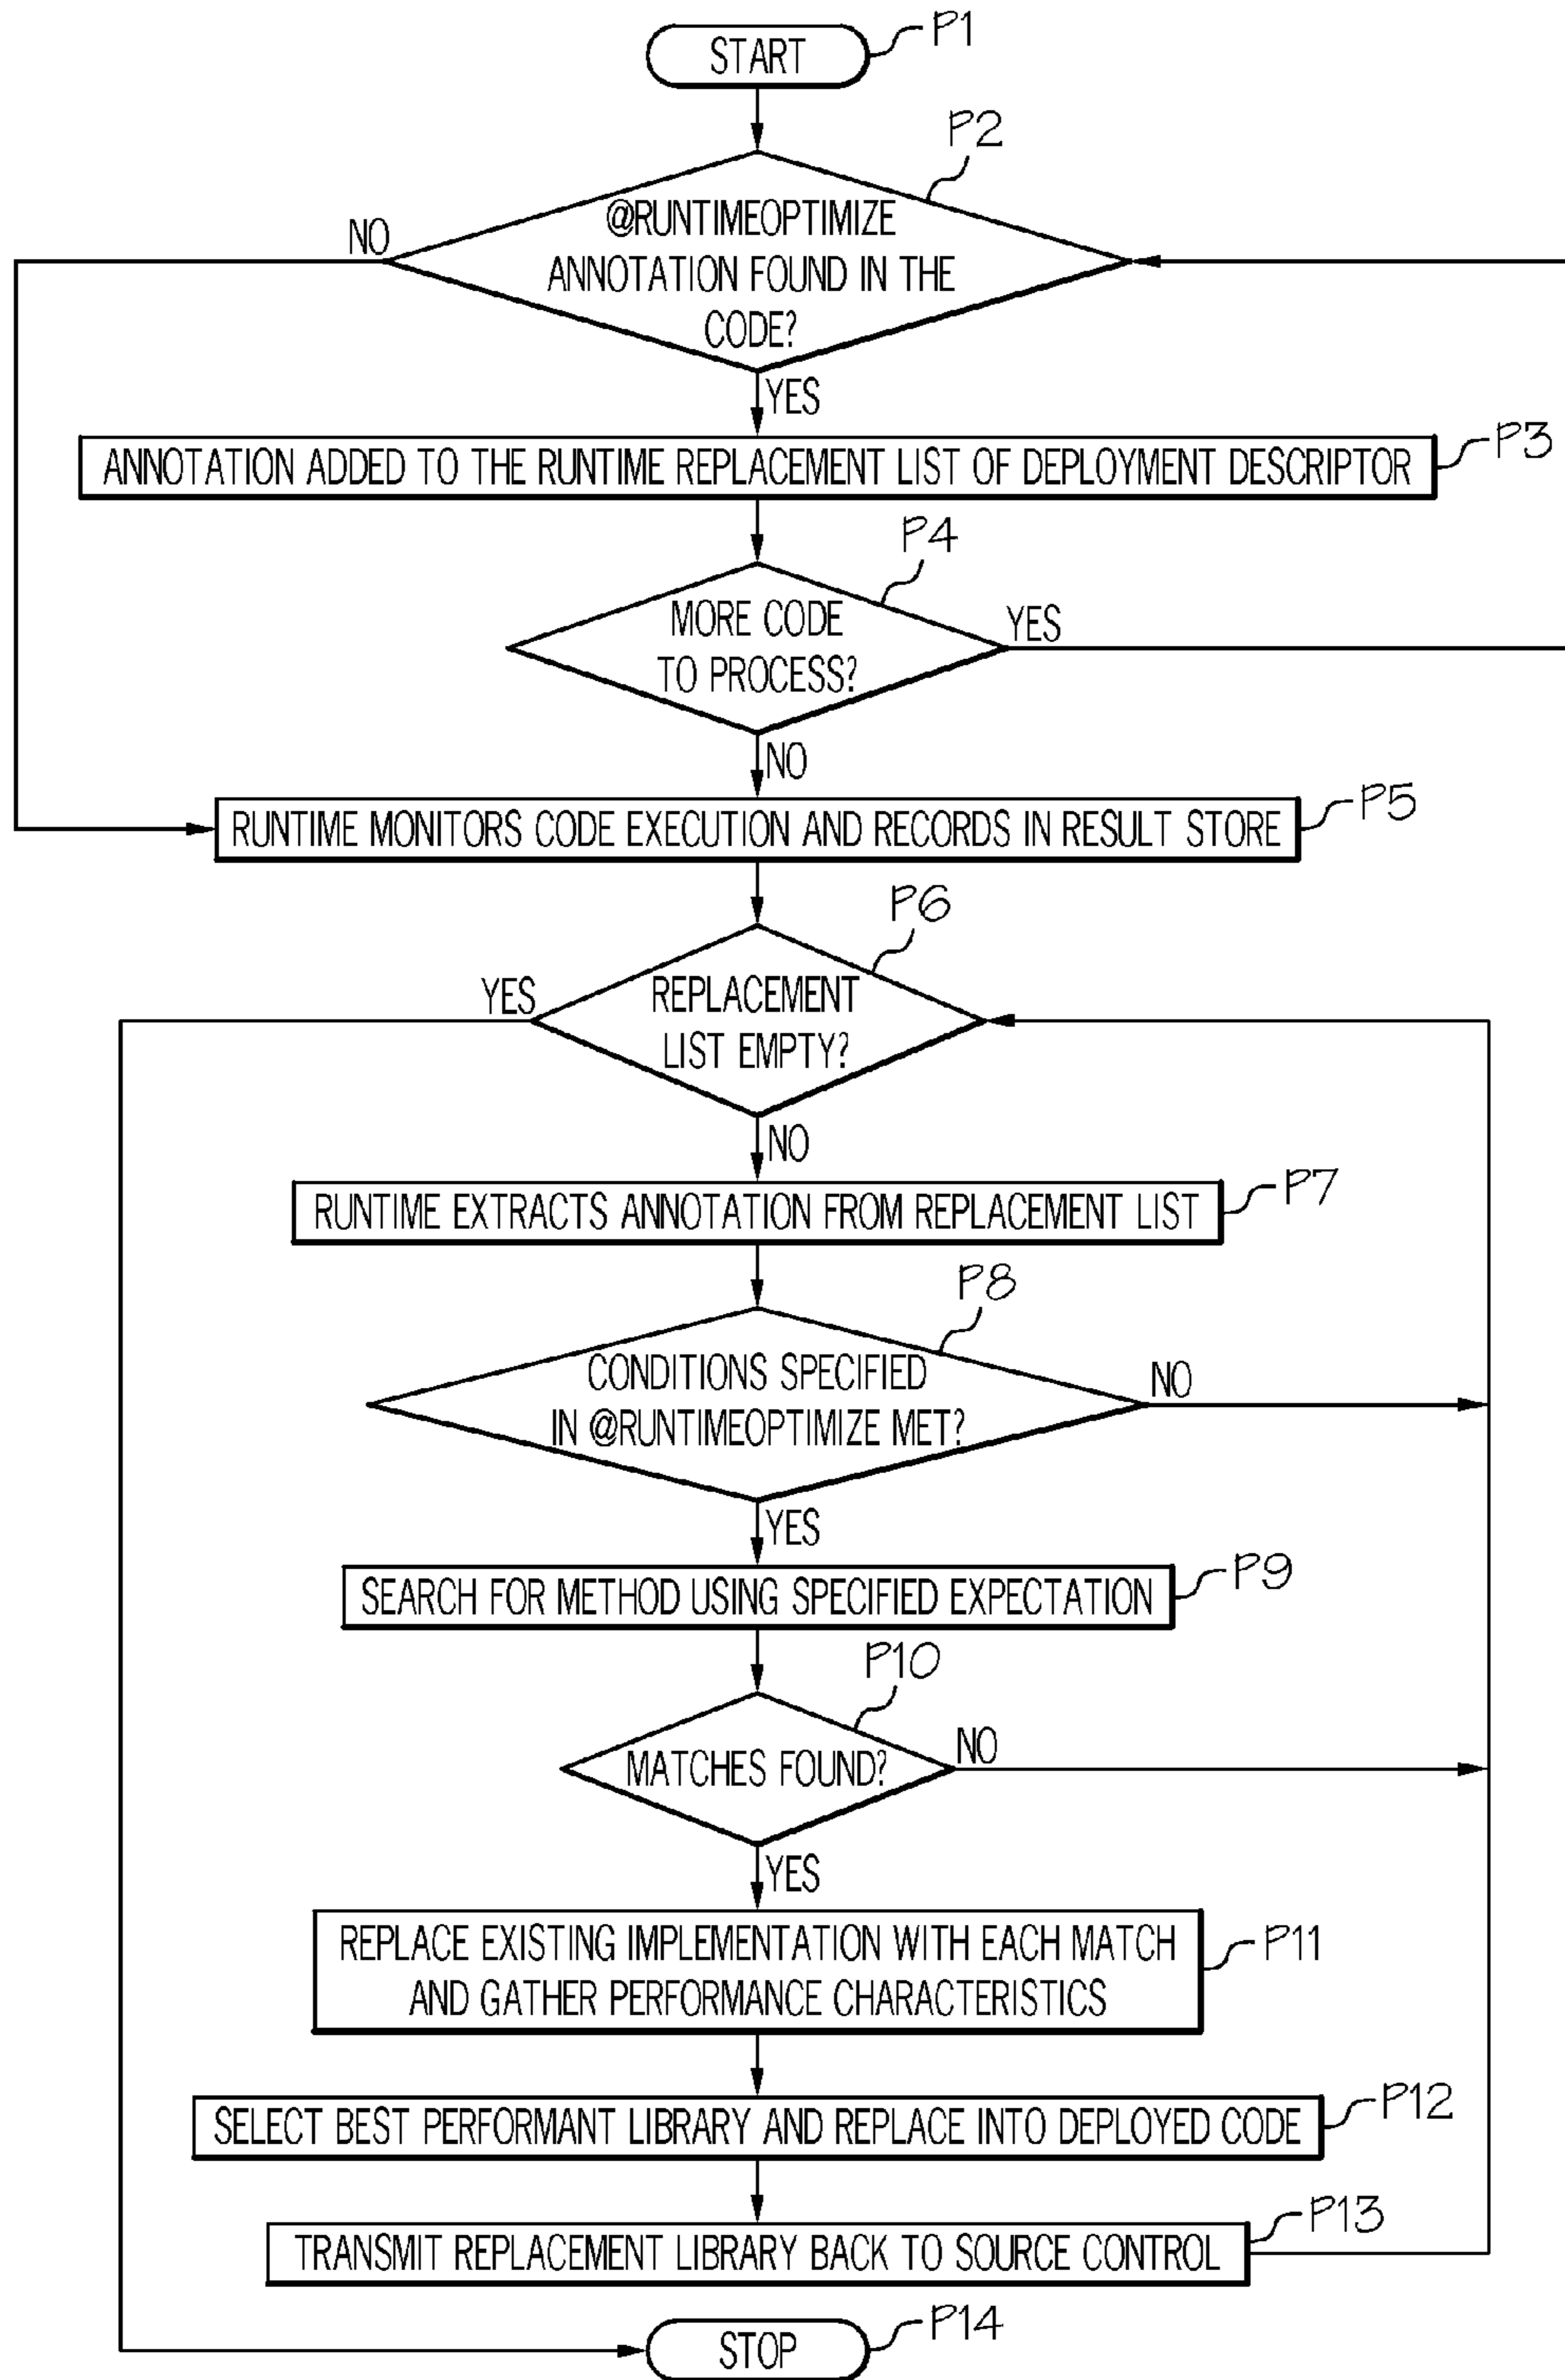 START
P1
P2
@RUNTIMEOPTIMIZE
ANNOTATION FOUND IN THE
CODE?
NO
YES
ANNOTATION ADDED TO THE RUNTIME REPLACEMENT LIST OF DEPLOYMENT DESCRIPTOR
P3
P4
MORE CODE
TO PROCESS?
YES
NO
RUNTIME MONITORS CODE EXECUTION AND RECORDS IN RESULT STORE
P5
P6
YES
REPLACEMENT
LIST EMPTY?
NO
RUNTIME EXTRACTS ANNOTATION FROM REPLACEMENT LIST
P7
P8
CONDITIONS SPECIFIED
IN @RUNTIMEOPTIMIZE MET?
NO
YES
SEARCH FOR METHOD USING SPECIFIED EXPECTATION
P9
P10
MATCHES FOUND?
NO
YES
REPLACE EXISTING IMPLEMENTATION WITH EACH MATCH
AND GATHER PERFORMANCE CHARACTERISTICS
P11
SELECT BEST PERFORMANT LIBRARY AND REPLACE INTO DEPLOYED CODE
P12
TRANSMIT REPLACEMENT LIBRARY BACK TO SOURCE CONTROL
P13
STOP
P14